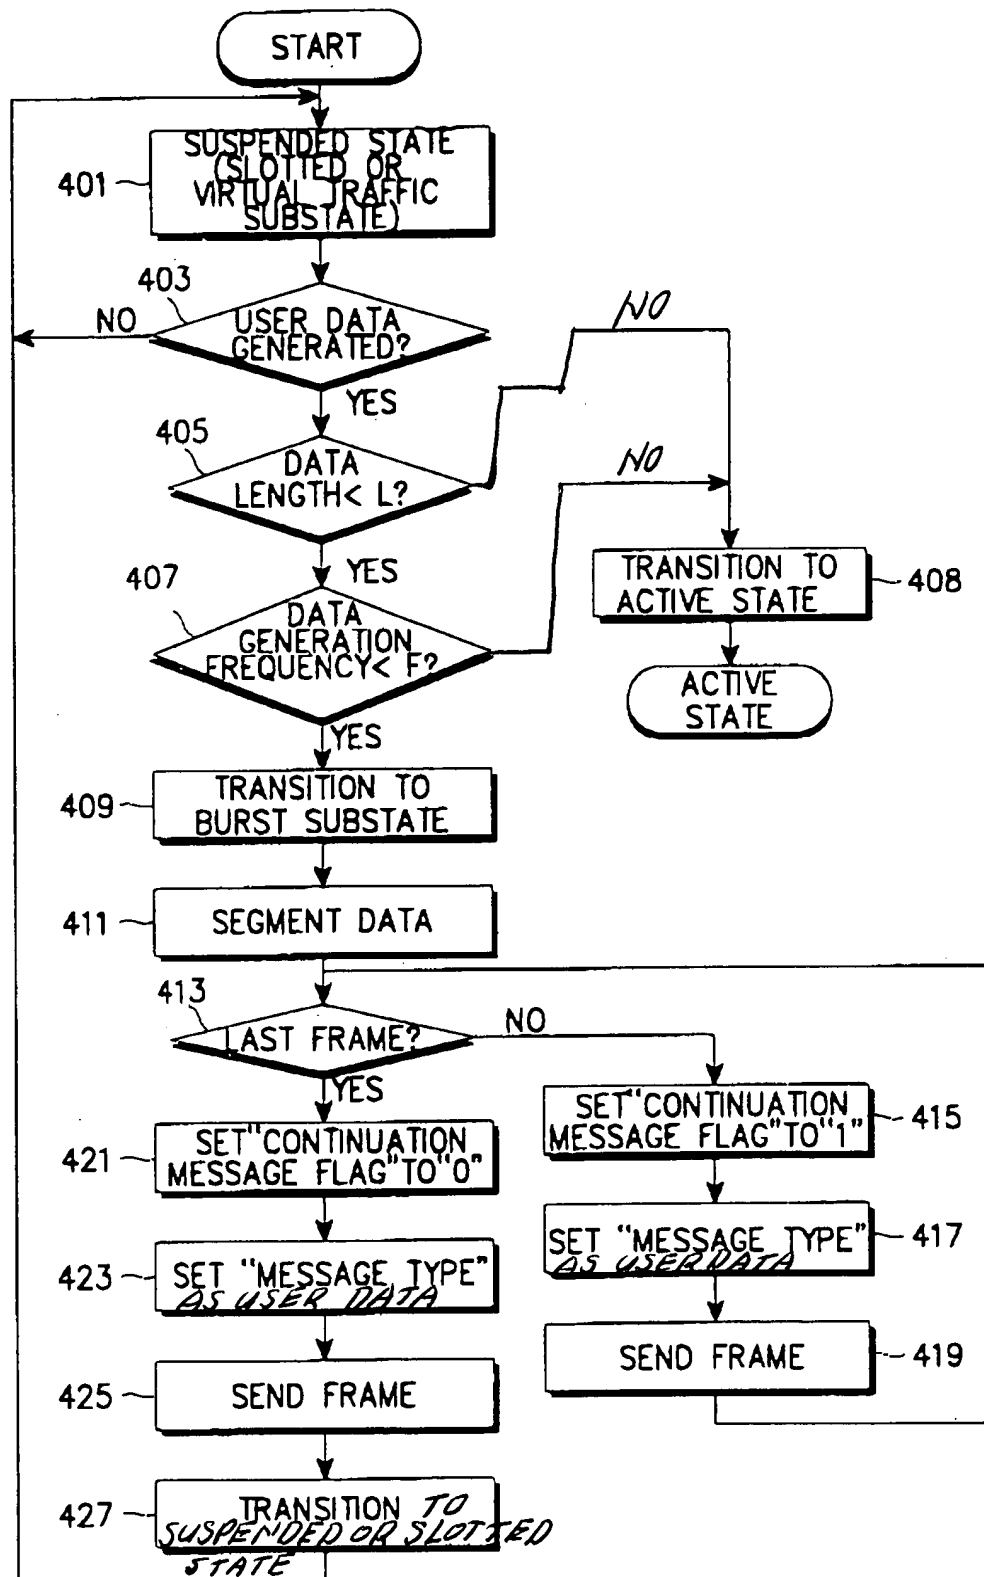 START
SUSPENDED STATE
(SLOTTED OR
VIRTUAL TRAFFIC
SUBSTATE)
401
403
USER DATA
GENERATED?
NO
YES
NO
405
DATA
LENGTH< L?
YES
NO
407
DATA
GENERATION
FREQUENCY< F?
YES
TRANSITION TO
ACTIVE STATE
408
ACTIVE
STATE
409
TRANSITION TO
BURST SUBSTATE
411
SEGMENT DATA
413
LAST FRAME?
NO
YES
SET"CONTINUATION
MESSAGE FLAG"TO"1"
415
421
SET"CONTINUATION
MESSAGE FLAG"TO"0"
SET "MESSAGE TYPE"
AS USER DATA
417
423
SET "MESSAGE TYPE"
AS USER DATA
SEND FRAME
419
425
SEND FRAME
427
TRANSITION TO
SUSPENDED OR SLOTTED
STATE